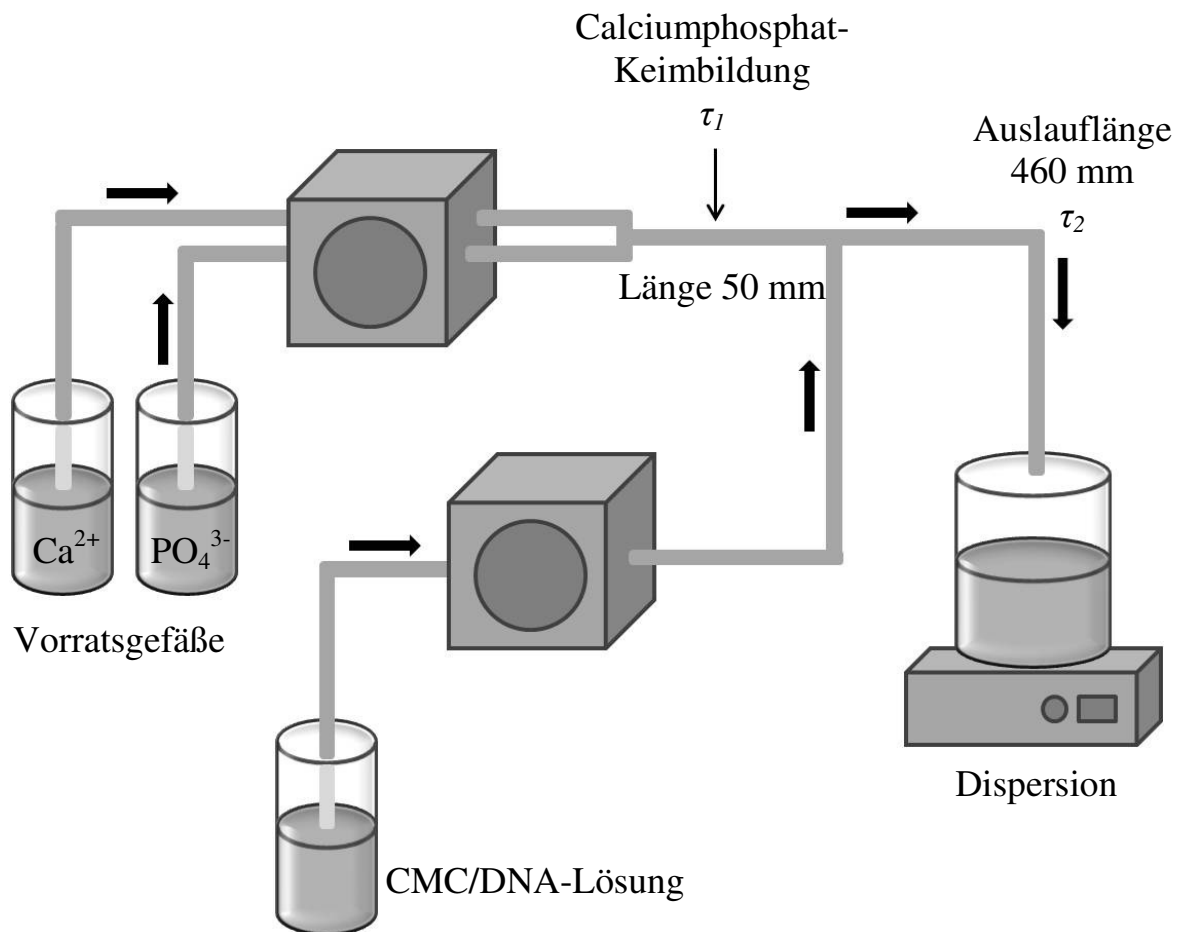 Calciumphosphat-
Keimbildung
τ₁
Auslauflänge
460 mm
τ₂
Länge 50 mm
Ca²⁺
PO₄³⁻
Vorratsgefäße
CMC/DNA-Lösung
Dispersion